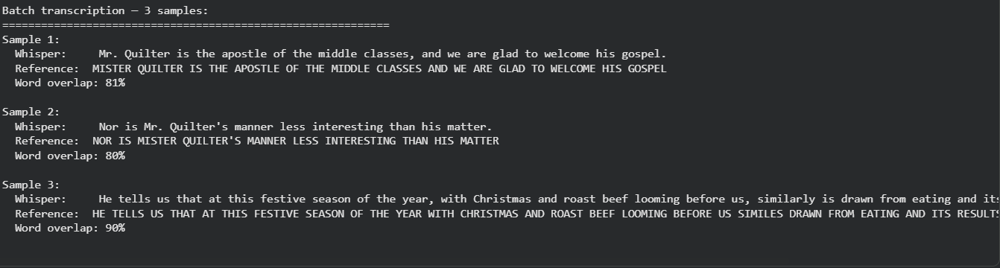 Batch transcription — 3 samples:
============================================================
Sample 1:
Whisper: Mr. Quilter is the apostle of the middle classes, and we are glad to welcome his gospel.
Reference: MISTER QUILTER IS THE APOSTLE OF THE MIDDLE CLASSES AND WE ARE GLAD TO WELCOME HIS GOSPEL
Word overlap: 81%
Sample 2:
Whisper: Nor is Mr. Quilter's manner less interesting than his matter.
Reference: NOR IS MISTER QUILTER'S MANNER LESS INTERESTING THAN HIS MATTER
Word overlap: 80%
Sample 3:
Whisper: He tells us that at this festive season of the year, with Christmas and roast beef looming before us, similarly is drawn from eating and its
Reference: HE TELLS US THAT AT THIS FESTIVE SEASON OF THE YEAR WITH CHRISTMAS AND ROAST BEEF LOOMING BEFORE US SIMILES DRAWN FROM EATING AND ITS RESULTS
Word overlap: 90%